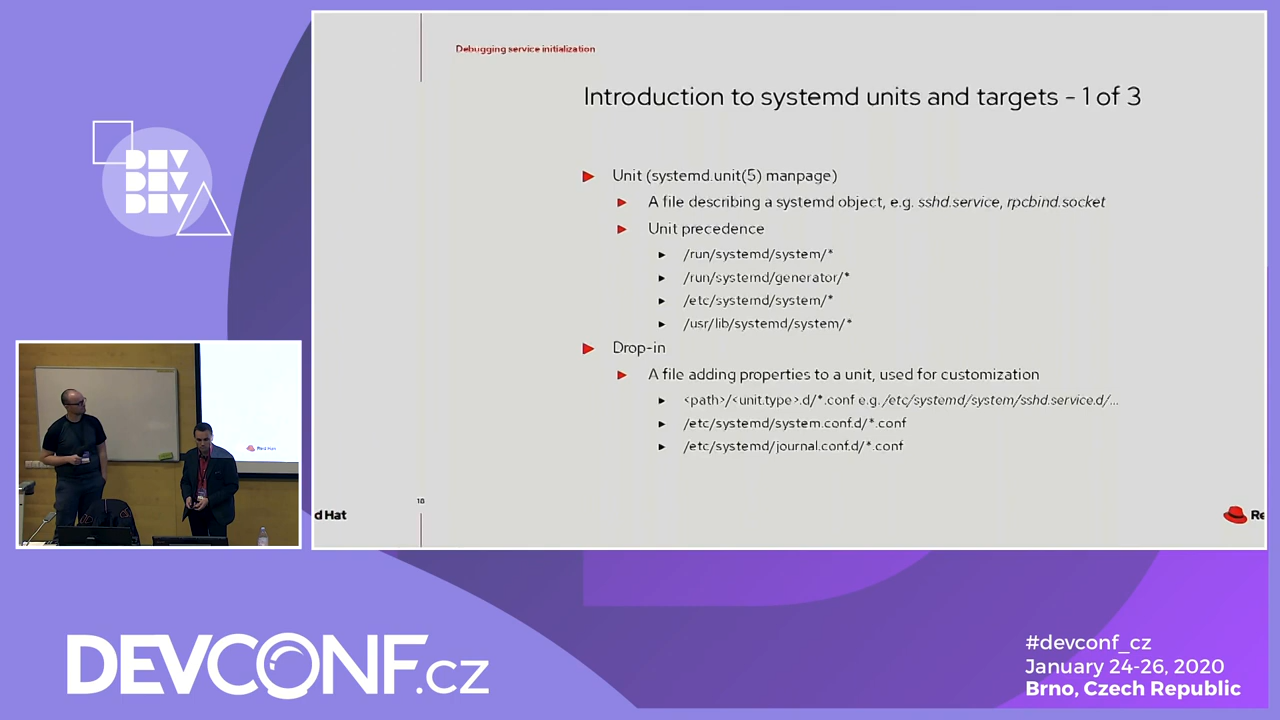 Debugging service initialization
Introduction to systemd units and targets - 1 of 3
Unit (systemd.unit(5) manpage)
A file describing a systemd object, e.g. sshd.service, rpcbind.socket
Unit precedence
/run/systemd/system/*
/run/systemd/generator/*
/etc/systemd/system/*
/usr/lib/systemd/system/*
Drop-in
A file adding properties to a unit, used for customization
<path>/<unit.type>.d/*.conf e.g. /etc/systemd/system/sshd.service.d/...
/etc/systemd/system.conf.d/*.conf
/etc/systemd/journal.conf.d/*.conf
18
d Hat
Re
DEV
DEV
DEV
Red Hat
DEVCONF.cz
#devconf_cz
January 24-26, 2020
Brno, Czech Republic